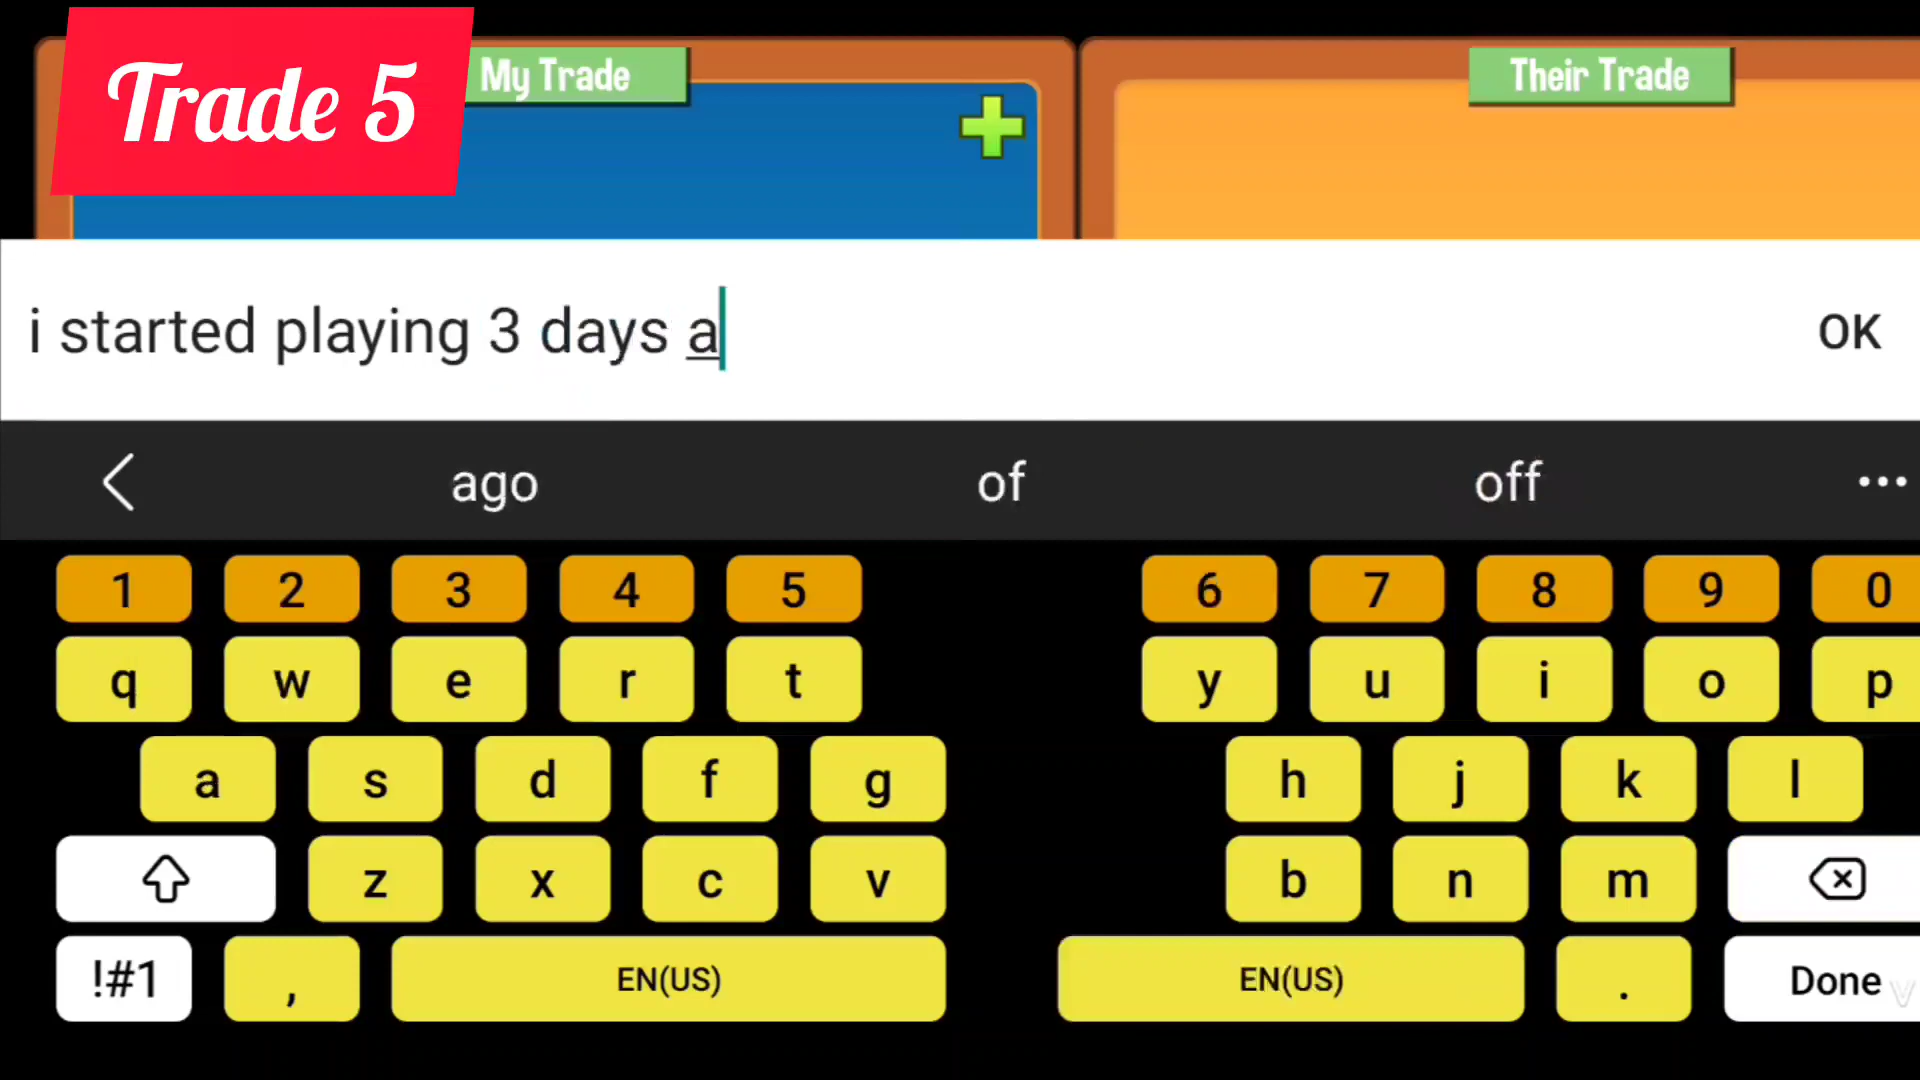 Trade 5
My Trade
Their Trade
i started playing 3 days a
OK
ago of off
1 2 3 4 5 6 7 8 9 0
q w e r t y u i o p
a s d f g h j k l
z x c v b n m
!#1 , EN(US) EN(US) . Done
V